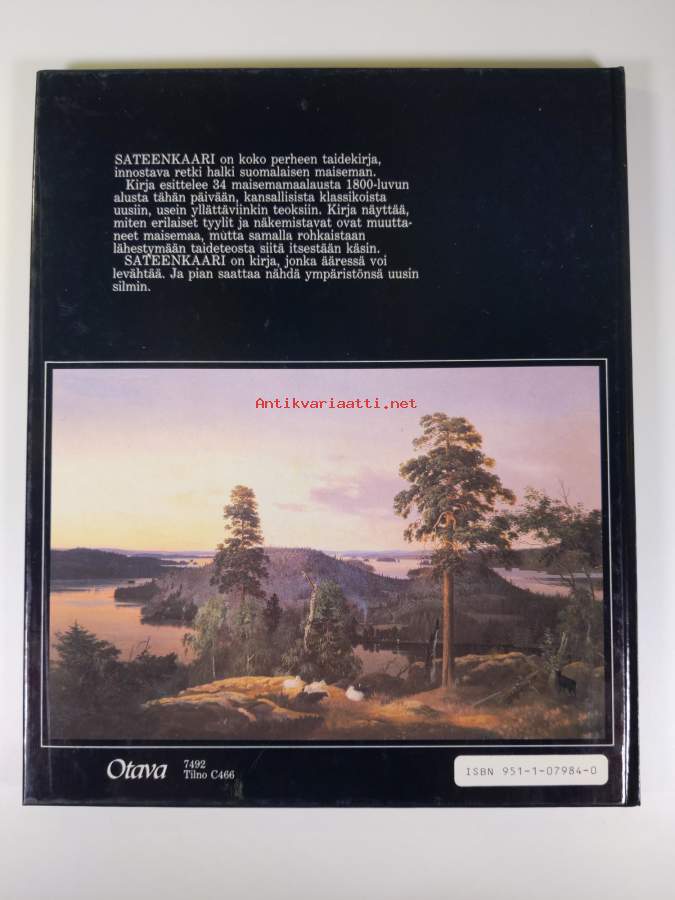 SATEENKAARI on koko perheen taidekirja,
innostava retki halki suomalaisen maiseman.
Kirja esittelee 34 maisemamaalausta 1800-luvun
alusta tähän päivään, kansallisista klassikoista
uusiin, usein yllättäviinkin teoksiin. Kirja näyttää,
miten erilaiset tyylit ja näkemistavat ovat muutta-
neet maisemaa, mutta samalla rohkaistaan
lähestymään taideteosta siitä itsestään käsin.
SATEENKAARI on kirja, jonka ääressä voi
levähtää. Ja pian saattaa nähdä ympäristönsä uusin
silmin.
Antikvariaatti.net
Otava
7492
Tilno C466
ISBN 951-1-07984-0